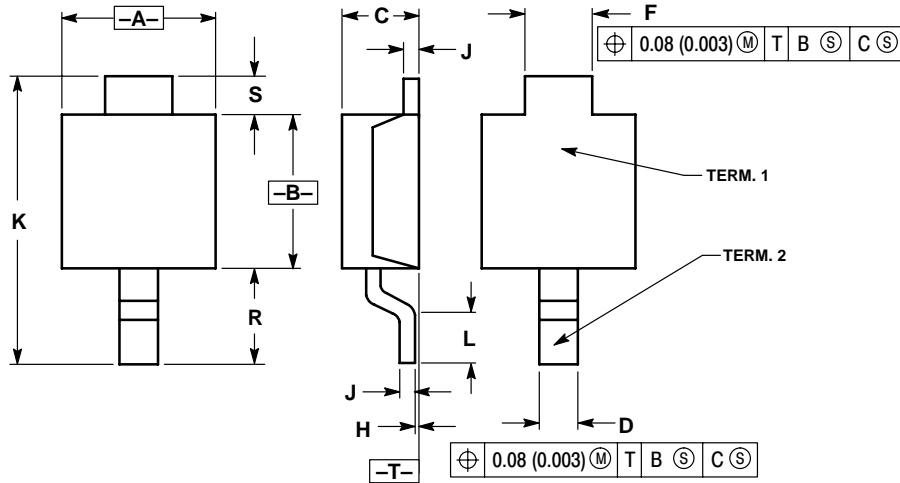 –A–
C
F
J
⌖ 0.08 (0.003) Ⓜ T B Ⓢ C Ⓢ
S
TERM. 1
K
–B–
TERM. 2
R
L
J
H
D
–T–
⌖ 0.08 (0.003) Ⓜ T B Ⓢ C Ⓢ